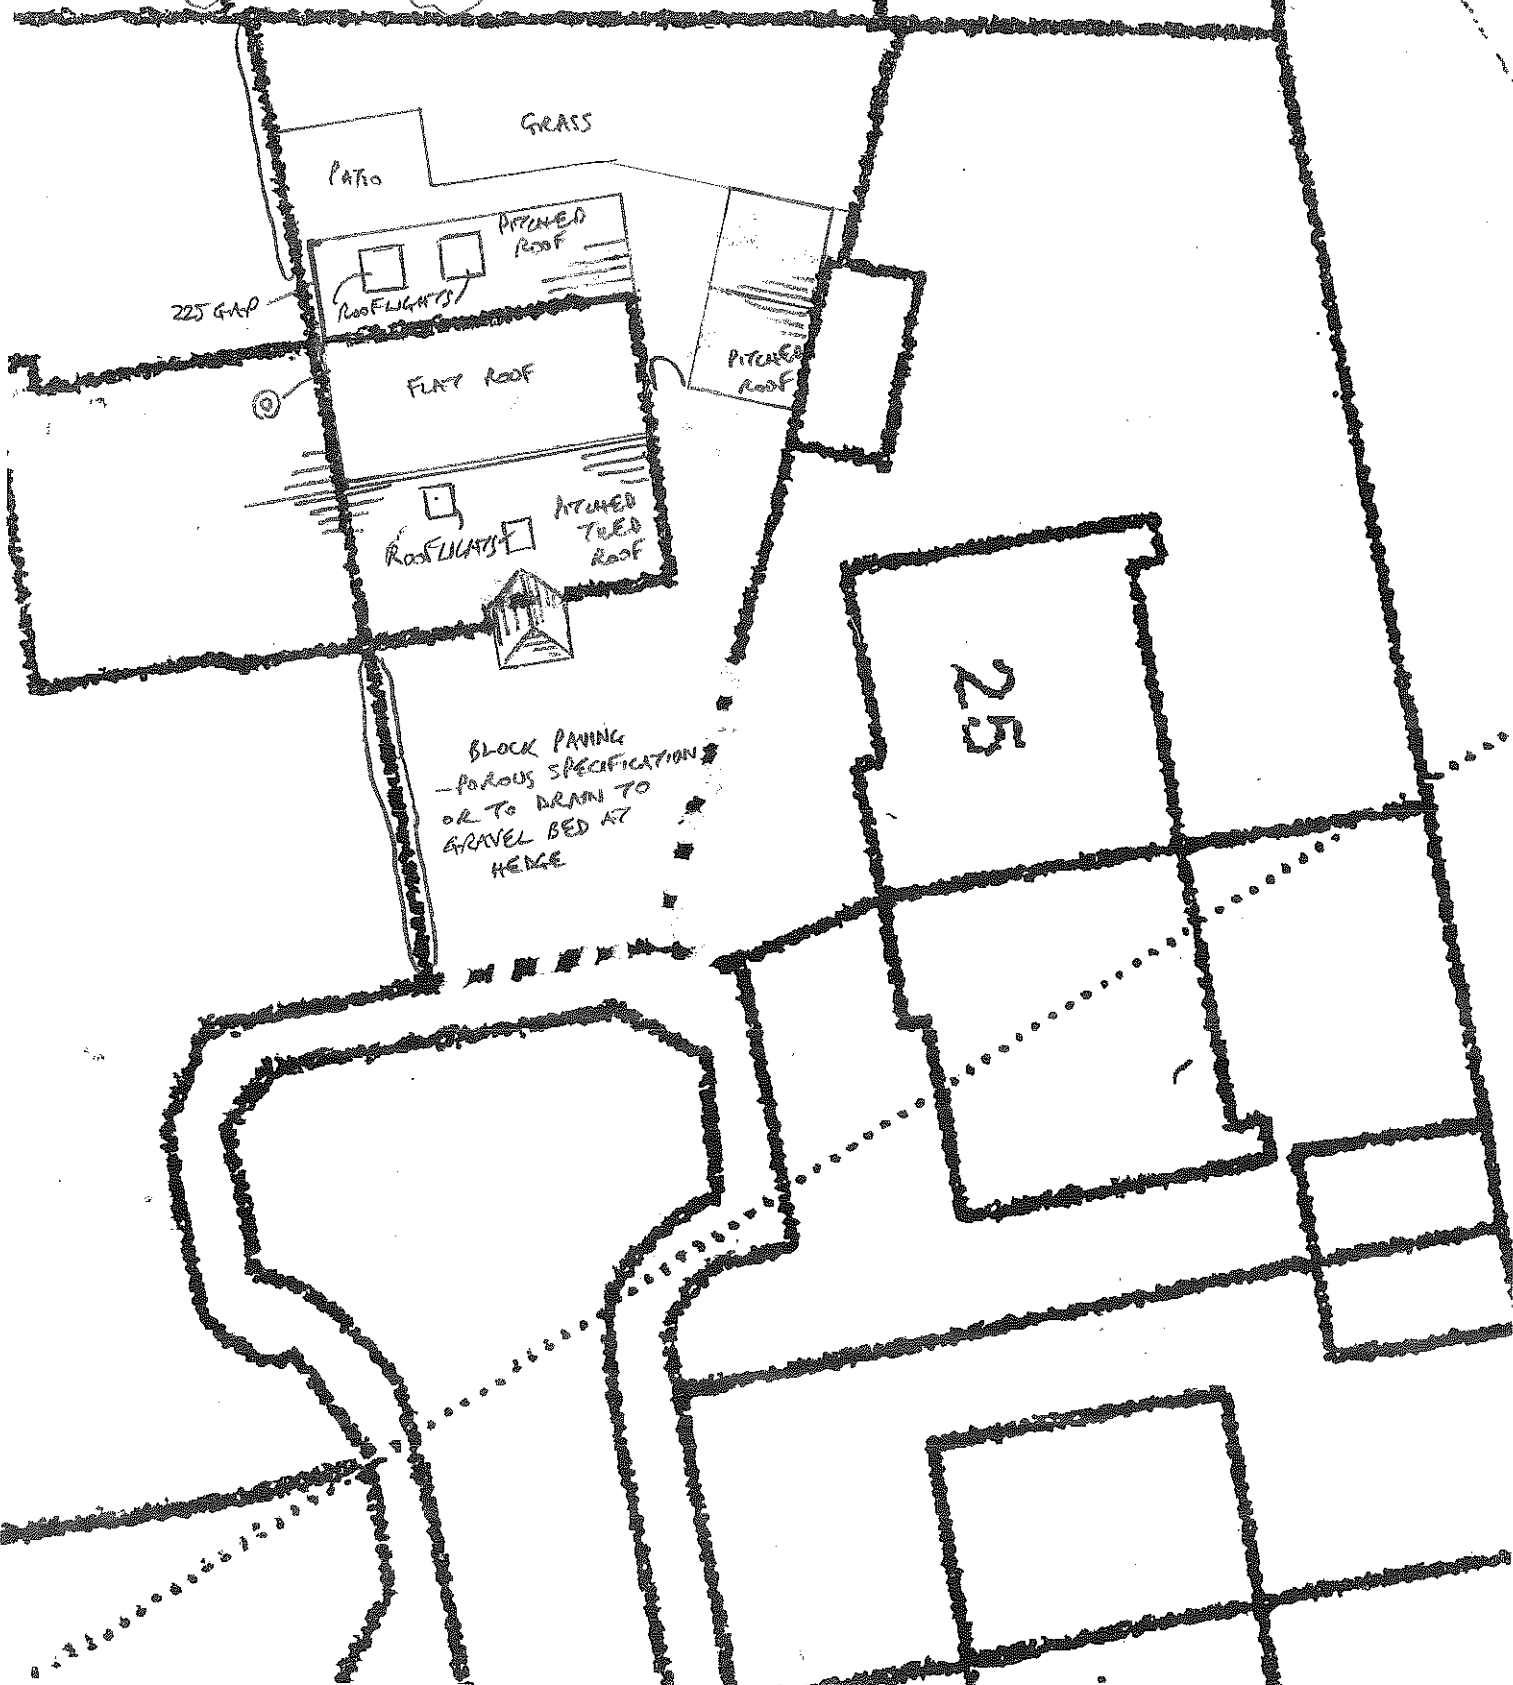 GRASS
PATIO
PITCHED
ROOF
225 GAP
ROOFLIGHTS
FLAT ROOF
PITCHED
ROOF
ROOFLIGHTS
PITCHED
TILED
ROOF
25
BLOCK PAVING
- POROUS SPECIFICATION
OR TO DRAIN TO
GRAVEL BED AT
HEDGE